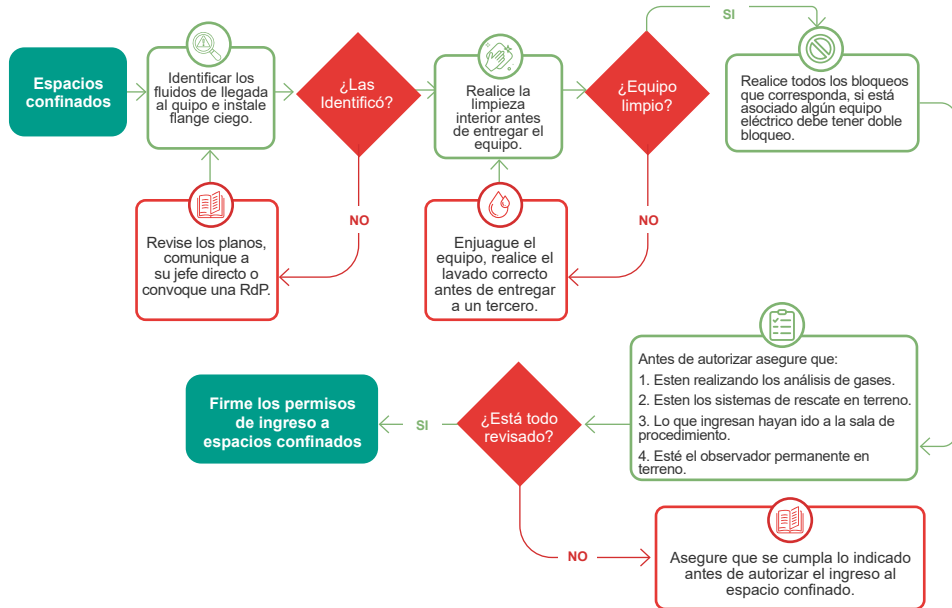 Espacios
confinados
Identificar los
fluidos de llegada
al quipo e instale
flange ciego.
¿Las
Identificó?
Realice la
limpieza
interior antes
de entregar el
equipo.
¿Equipo
limpio?
SI
Realice todos los bloqueos
que corresponda, si está
asociado algún equipo
eléctrico debe tener doble
bloqueo.
NO
Revise los planos,
comunique a
su jefe directo o
convoque una RdP.
NO
Enjuague el
equipo, realice el
lavado correcto
antes de entregar
a un tercero.
Antes de autorizar asegure que:
1. Esten realizando los análisis de gases.
2. Esten los sistemas de rescate en terreno.
3. Lo que ingresan hayan ido a la sala de
procedimiento.
4. Esté el observador permanente en
terreno.
¿Está todo
revisado?
SI
Firme los permisos
de ingreso a
espacios confinados
NO
Asegure que se cumpla lo indicado
antes de autorizar el ingreso al
espacio confinado.